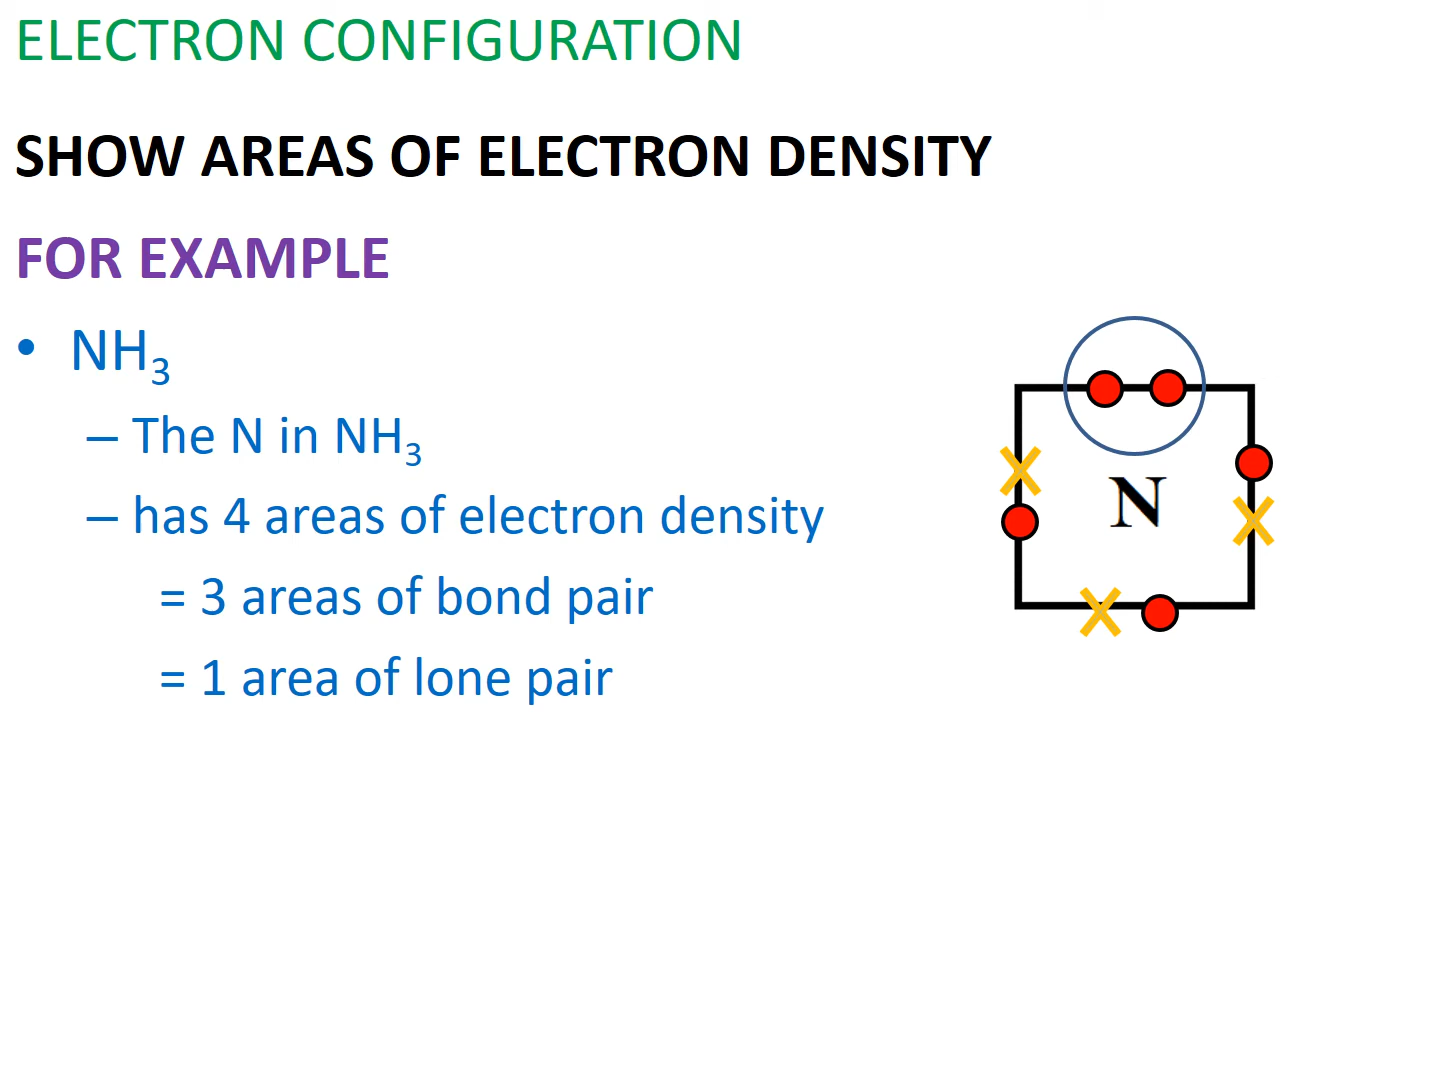 ELECTRON CONFIGURATION
SHOW AREAS OF ELECTRON DENSITY
FOR EXAMPLE
• NH₃
– The N in NH₃
– has 4 areas of electron density
= 3 areas of bond pair
= 1 area of lone pair
N